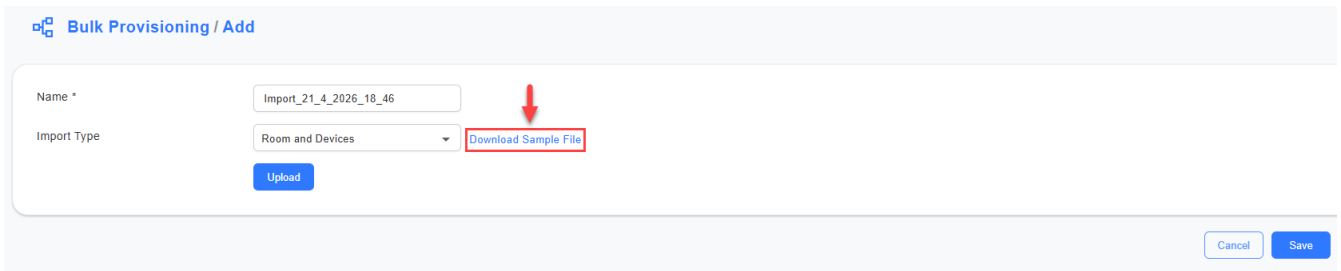 Bulk Provisioning / Add
Name *
Import_21_4_2026_18_46
Import Type
Room and Devices
Download Sample File
Upload
Cancel
Save